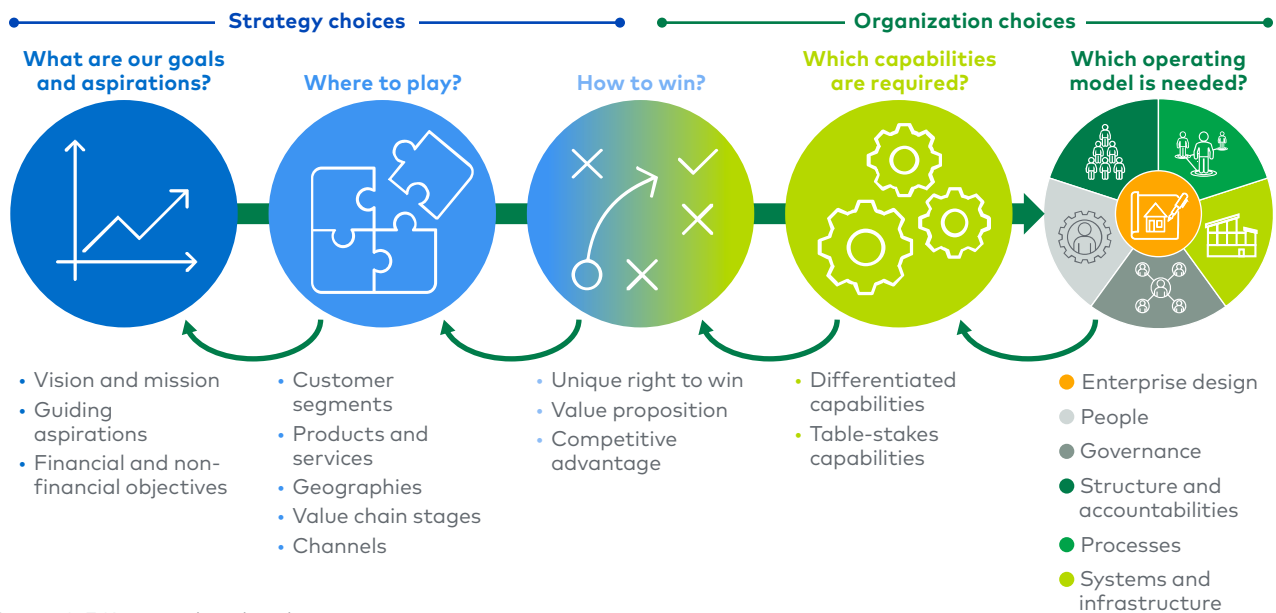 Strategy choices
Organization choices
What are our goals
and aspirations?
Where to play?
How to win?
Which capabilities
are required?
Which operating
model is needed?
• Vision and mission
• Guiding
aspirations
• Financial and non-
financial objectives
• Customer
segments
• Products and
services
• Geographies
• Value chain stages
• Channels
• Unique right to win
• Value proposition
• Competitive
advantage
• Differentiated
capabilities
• Table-stakes
capabilities
Enterprise design
People
Governance
Structure and
accountabilities
Processes
Systems and
infrastructure